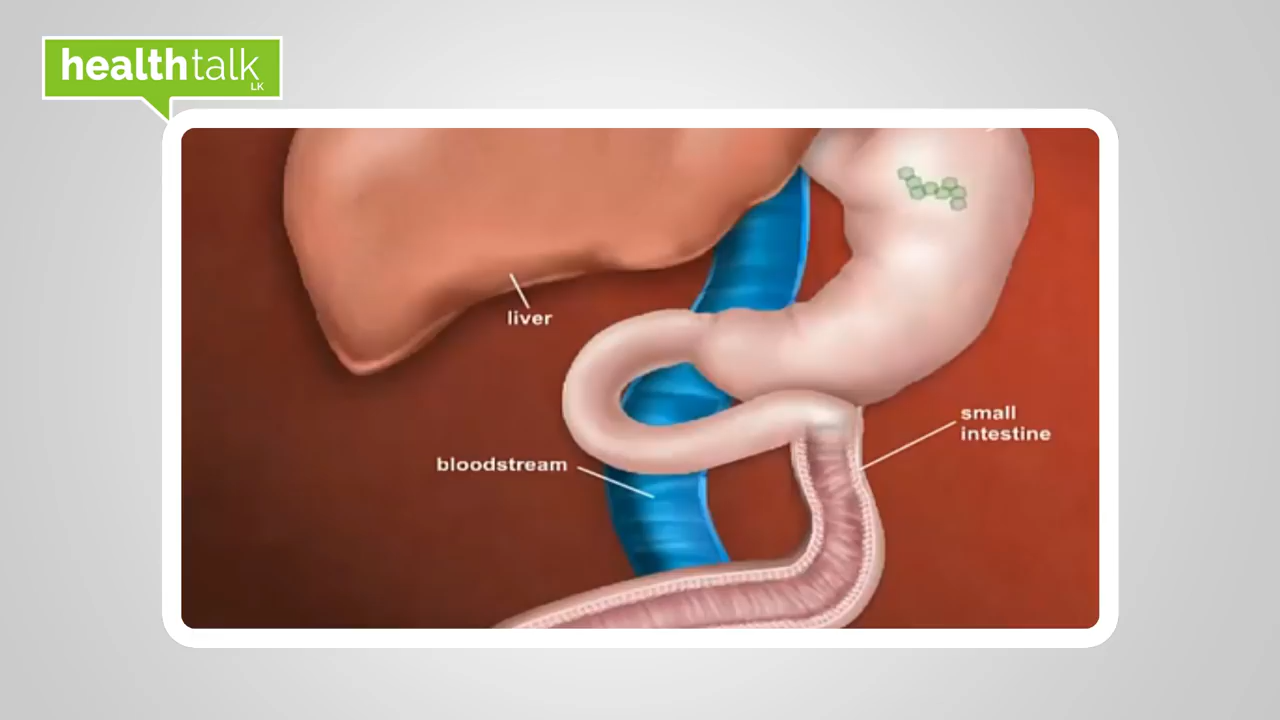 healthtalk
LK
liver
small
intestine
bloodstream